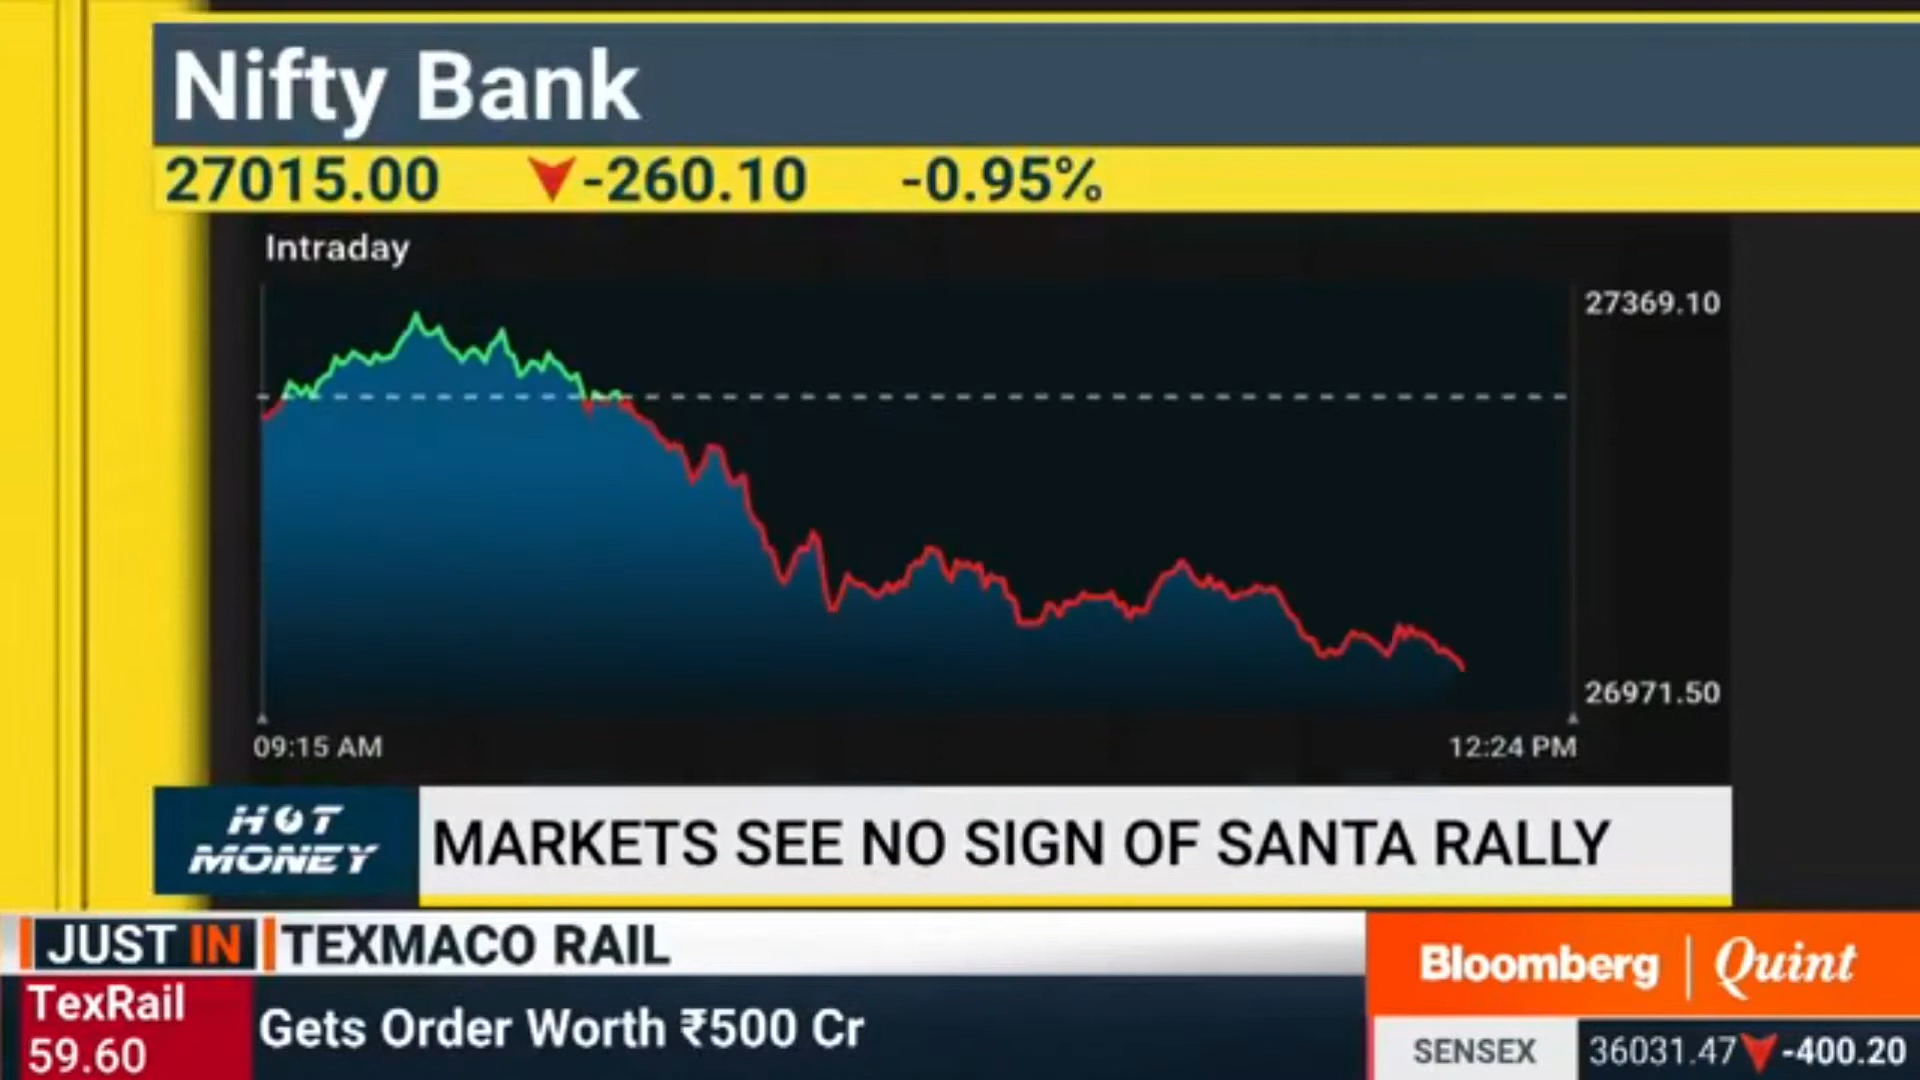 Nifty Bank
27015.00 -260.10 -0.95%
Intraday
27369.10
26971.50
09:15 AM 12:24 PM
HOT
MONEY
MARKETS SEE NO SIGN OF SANTA RALLY
JUST IN TEXMACO RAIL
TexRail
59.60
Gets Order Worth ₹500 Cr
Bloomberg | Quint
SENSEX 36031.47 -400.20